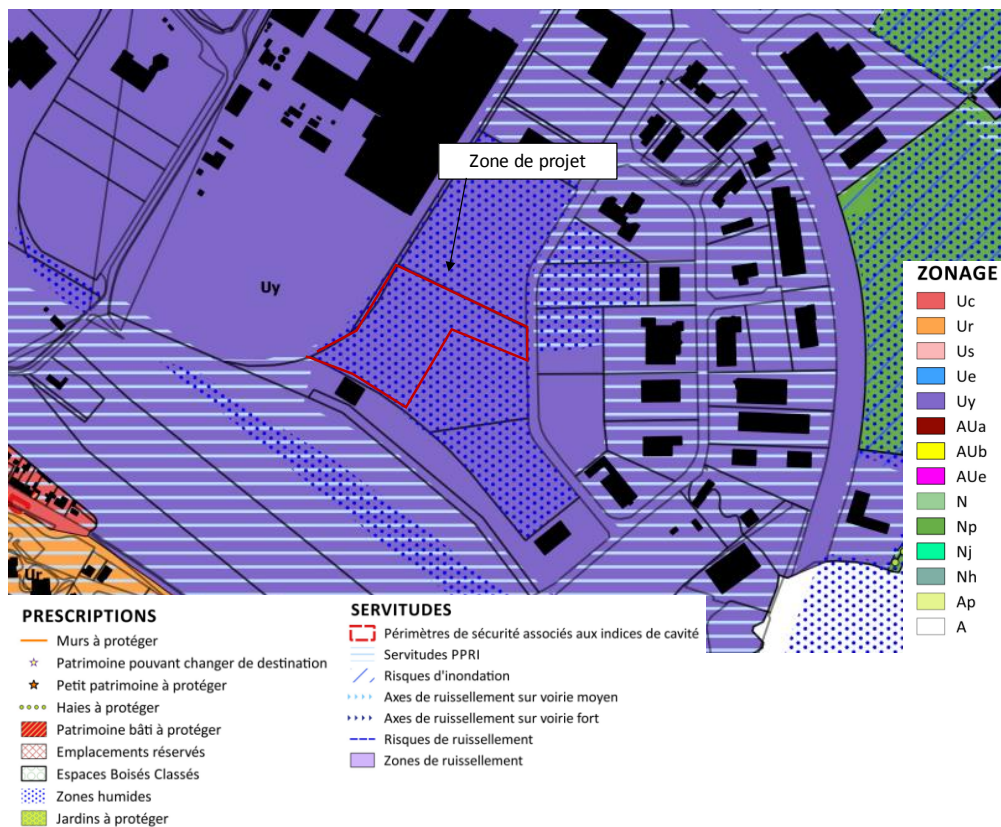 Zone de projet
Uy
Ur
ZONAGE
Uc
Ur
Us
Ue
Uy
AUa
AUb
AUe
N
Np
Nj
Nh
Ap
A
PRESCRIPTIONS
Murs à protéger
Patrimoine pouvant changer de destination
Petit patrimoine à protéger
Haies à protéger
Patrimoine bâti à protéger
Emplacements réservés
Espaces Boisés Classés
Zones humides
Jardins à protéger
SERVITUDES
Périmètres de sécurité associés aux indices de cavité
Servitudes PPRI
Risques d'inondation
Axes de ruissellement sur voirie moyen
Axes de ruissellement sur voirie fort
Risques de ruissellement
Zones de ruissellement